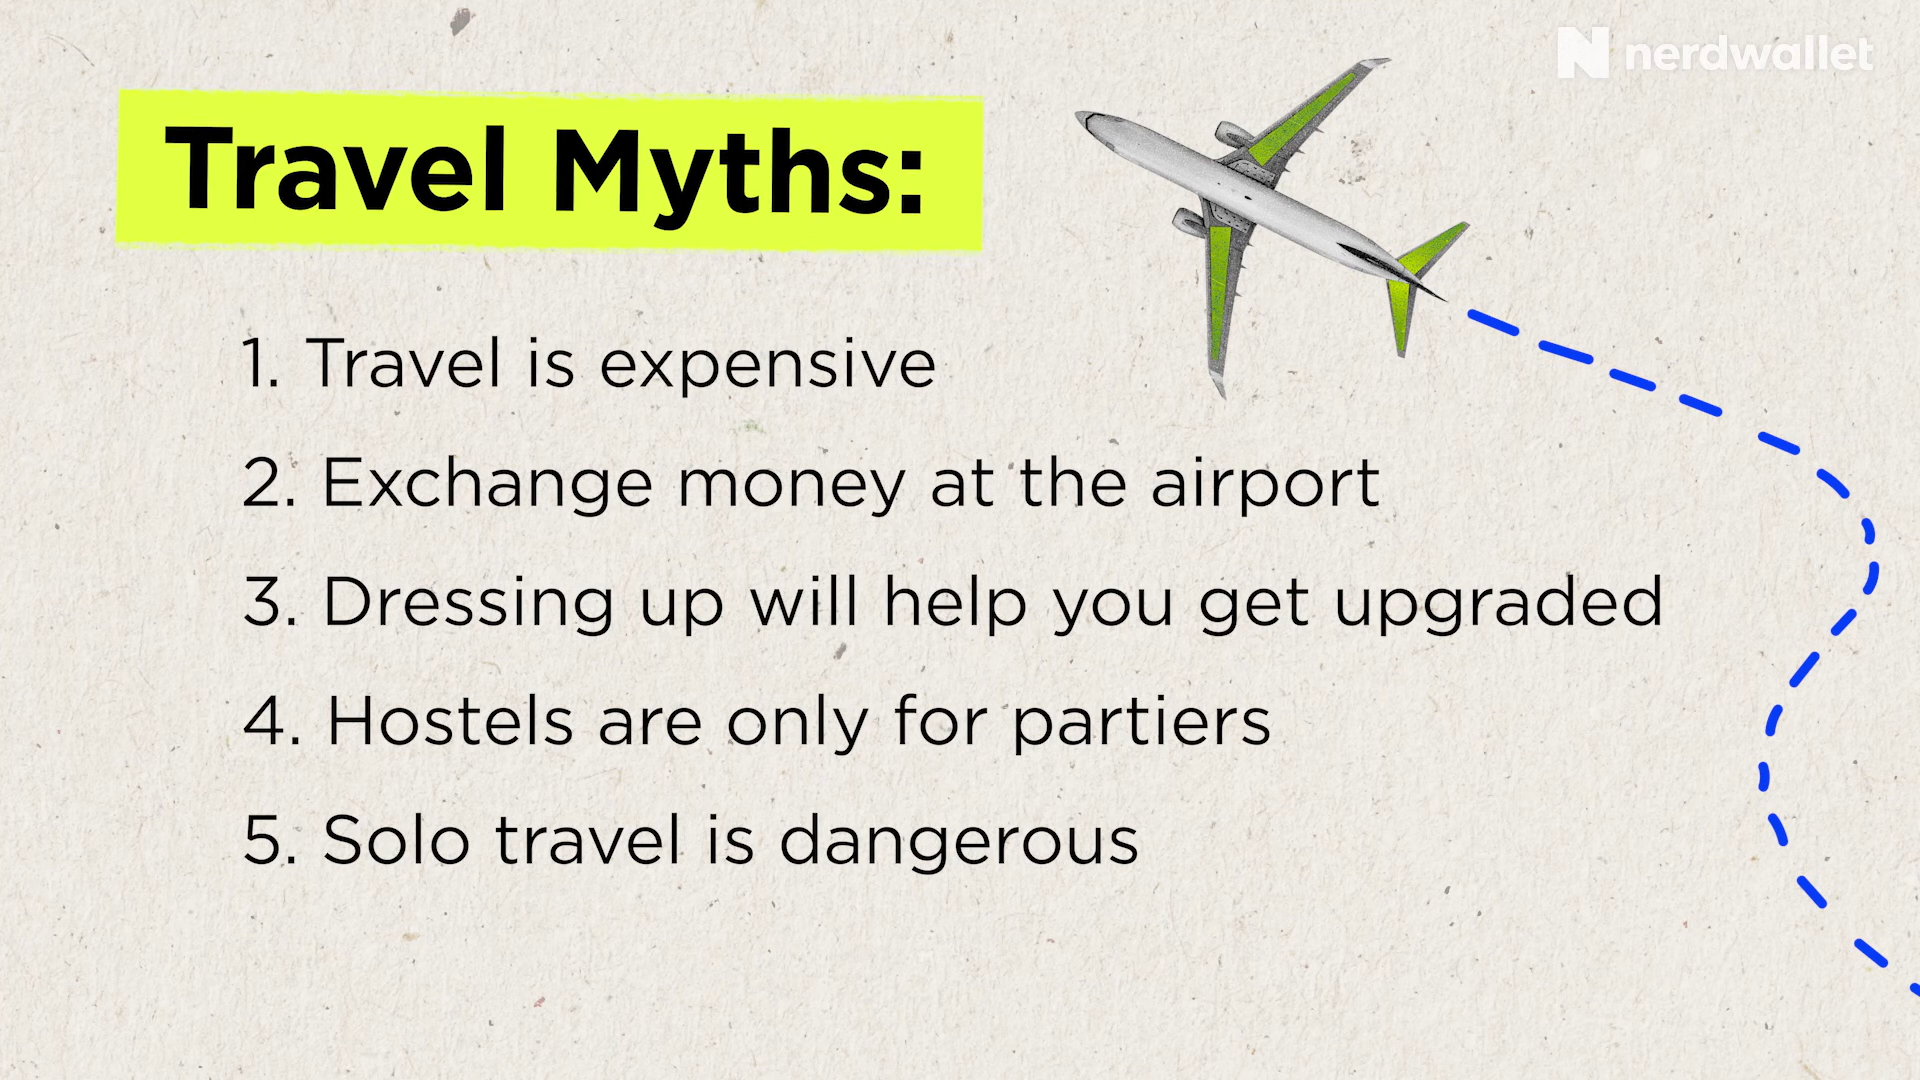 nerdwallet
Travel Myths:
1. Travel is expensive
2. Exchange money at the airport
3. Dressing up will help you get upgraded
4. Hostels are only for partiers
5. Solo travel is dangerous